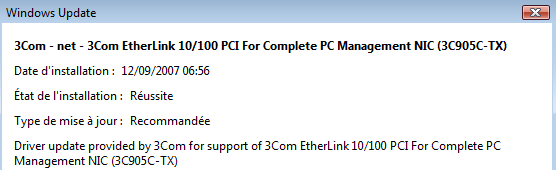 Windows Update
3Com - net - 3Com EtherLink 10/100 PCI For Complete PC Management NIC (3C905C-TX)
Date d'installation : 12/09/2007 06:56
État de l'installation : Réussite
Type de mise à jour : Recommandée
Driver update provided by 3Com for support of 3Com EtherLink 10/100 PCI For Complete PC
Management NIC (3C905C-TX)